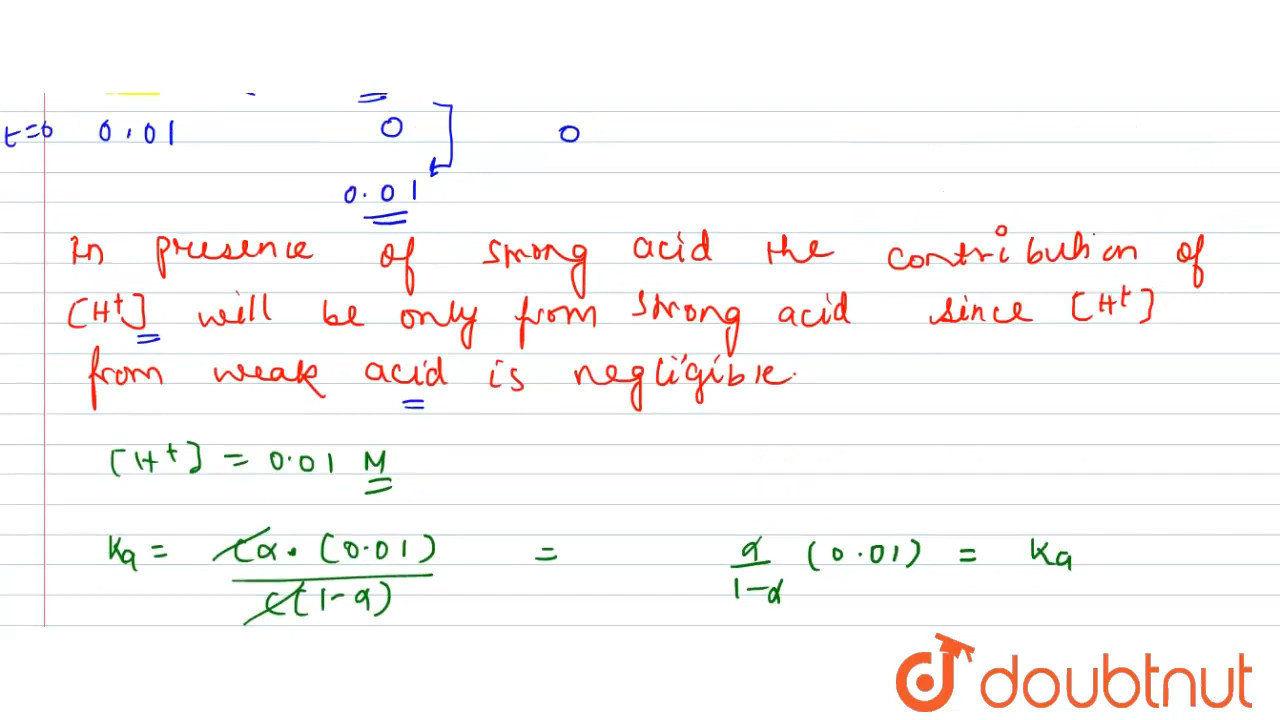 t=0 0.01 0 0
0.01
In presence of strong acid the contribution of
[H⁺] will be only from strong acid since [H⁺]
from weak acid is negligible.
[H⁺] = 0.01 M
Ka = Cα.(0.01) / C(1-α) = α/1-α (0.01) = Ka
doubtnut